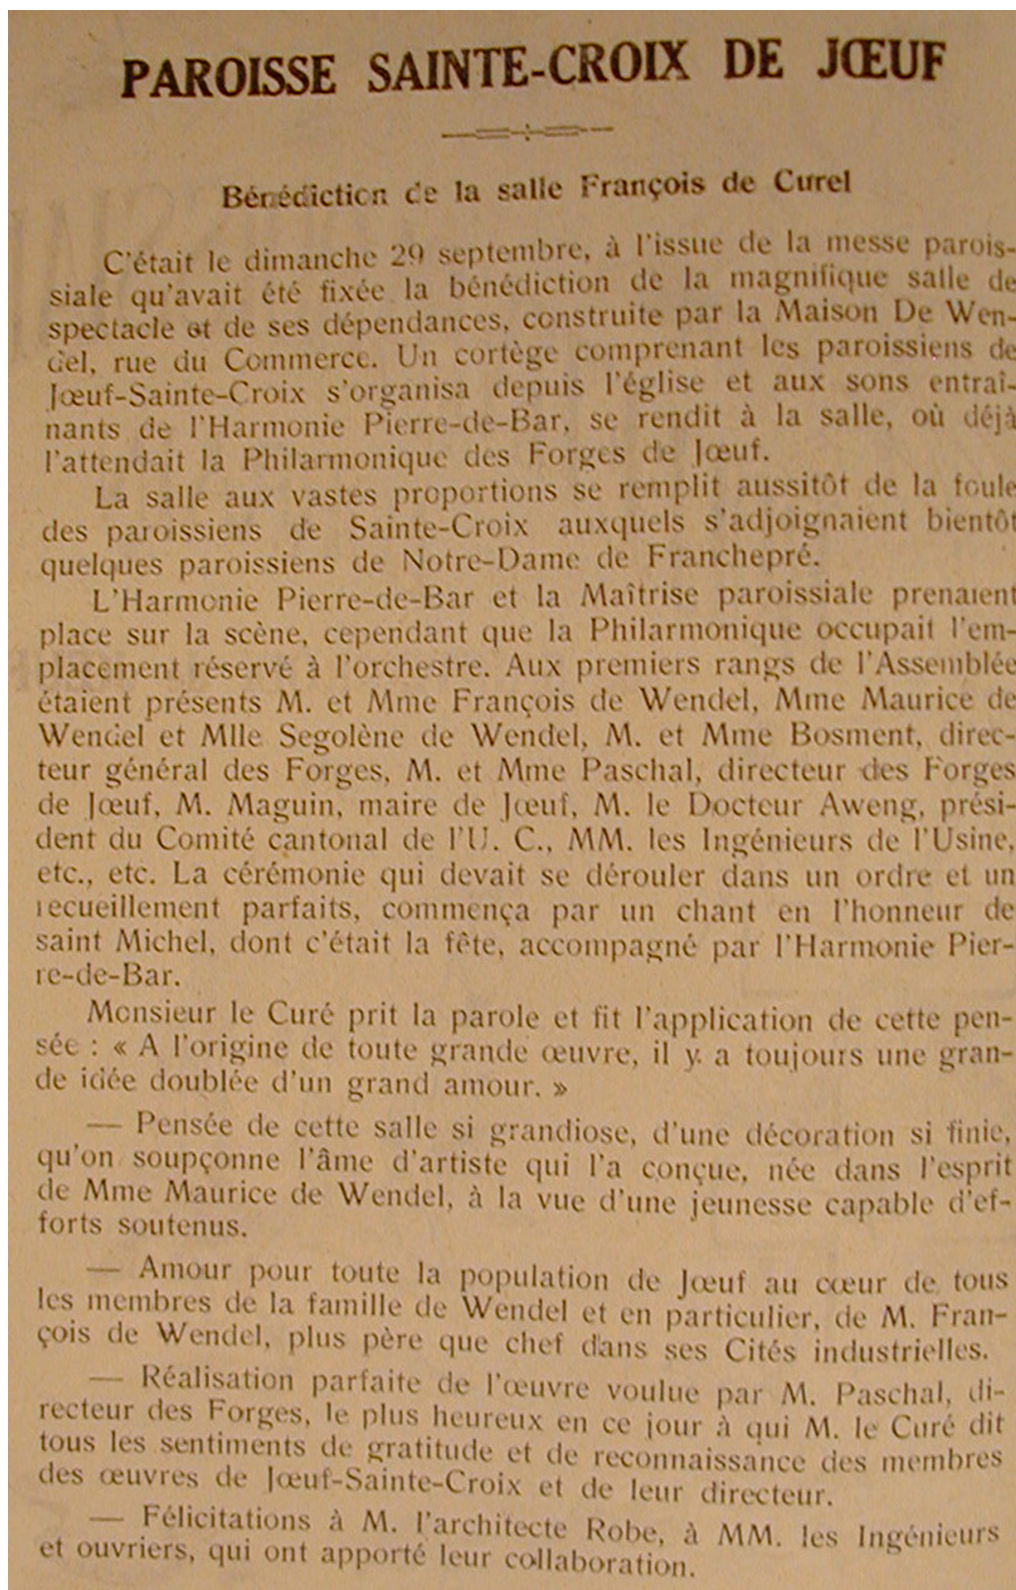 PAROISSE SAINTE-CROIX DE JŒUF
Bénédiction de la salle François de Curel
C'était le dimanche 29 septembre, à l'issue de la messe parois-
siale qu'avait été fixée la bénédiction de la magnifique salle de
spectacle et de ses dépendances, construite par la Maison De Wen-
del, rue du Commerce. Un cortège comprenant les paroissiens de
Jœuf-Sainte-Croix s'organisa depuis l'église et aux sons entraî-
nants de l'Harmonie Pierre-de-Bar, se rendit à la salle, où déjà
l'attendait la Philarmonique des Forges de Jœuf.
La salle aux vastes proportions se remplit aussitôt de la foule
des paroissiens de Sainte-Croix auxquels s'adjoignaient bientôt
quelques paroissiens de Notre-Dame de Franchepré.
L'Harmonie Pierre-de-Bar et la Maîtrise paroissiale prenaient
place sur la scène, cependant que la Philarmonique occupait l'em-
placement réservé à l'orchestre. Aux premiers rangs de l'Assemblée
étaient présents M. et Mme François de Wendel, Mme Maurice de
Wendel et Mlle Segolène de Wendel, M. et Mme Bosment, direc-
teur général des Forges, M. et Mme Paschal, directeur des Forges
de Jœuf, M. Maguin, maire de Jœuf, M. le Docteur Aweng, prési-
dent du Comité cantonal de l'U. C., MM. les Ingénieurs de l'Usine,
etc., etc. La cérémonie qui devait se dérouler dans un ordre et un
recueillement parfaits, commença par un chant en l'honneur de
saint Michel, dont c'était la fête, accompagné par l'Harmonie Pier-
re-de-Bar.
Monsieur le Curé prit la parole et fit l'application de cette pen-
sée : « A l'origine de toute grande œuvre, il y a toujours une gran-
de idée doublée d'un grand amour. »
— Pensée de cette salle si grandiose, d'une décoration si finie,
qu'on soupçonne l'âme d'artiste qui l'a conçue, née dans l'esprit
de Mme Maurice de Wendel, à la vue d'une jeunesse capable d'ef-
forts soutenus.
— Amour pour toute la population de Jœuf au cœur de tous
les membres de la famille de Wendel et en particulier, de M. Fran-
çois de Wendel, plus père que chef dans ses Cités industrielles.
— Réalisation parfaite de l'œuvre voulue par M. Paschal, di-
recteur des Forges, le plus heureux en ce jour à qui M. le Curé dit
tous les sentiments de gratitude et de reconnaissance des membres
des œuvres de Jœuf-Sainte-Croix et de leur directeur.
— Félicitations à M. l'architecte Robe, à MM. les Ingénieurs
et ouvriers, qui ont apporté leur collaboration.